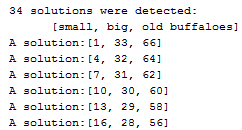 34 solutions were detected:
[small, big, old buffaloes]
A solution:[1, 33, 66]
A solution:[4, 32, 64]
A solution:[7, 31, 62]
A solution:[10, 30, 60]
A solution:[13, 29, 58]
A solution:[16, 28, 56]